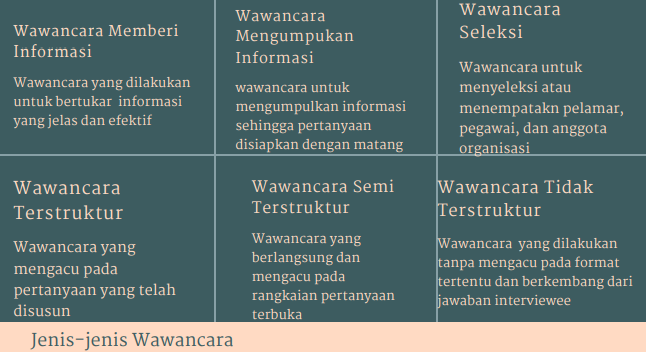 Wawancara Memberi
Informasi
Wawancara yang dilakukan
untuk bertukar informasi
yang jelas dan efektif
Wawancara
Mengumpukan
Informasi
wawancara untuk
mengumpulkan informasi
sehingga pertanyaan
disiapkan dengan matang
Wawancara
Seleksi
Wawancara untuk
menyeleksi atau
menempatakn pelamar,
pegawai, dan anggota
organisasi
Wawancara
Terstruktur
Wawancara yang
mengacu pada
pertanyaan yang telah
disusun
Wawancara Semi
Terstruktur
Wawancara yang
berlangsung dan
mengacu pada
rangkaian pertanyaan
terbuka
Wawancara Tidak
Terstruktur
Wawancara yang dilakukan
tanpa mengacu pada format
tertentu dan berkembang dari
jawaban interviewee
Jenis-jenis Wawancara